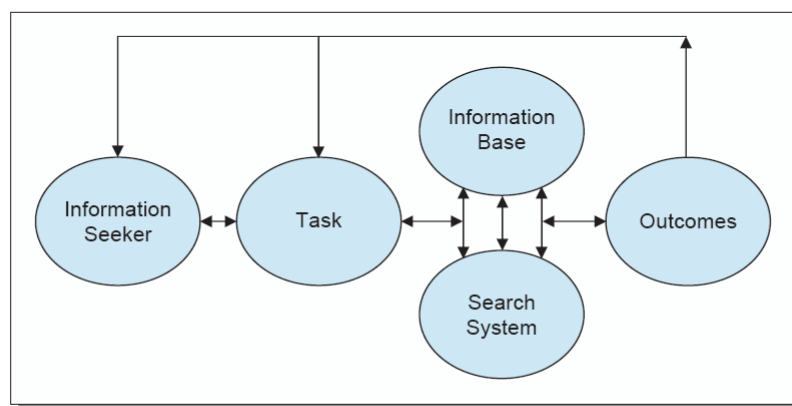 Information
Seeker
Task
Information
Base
Search
System
Outcomes